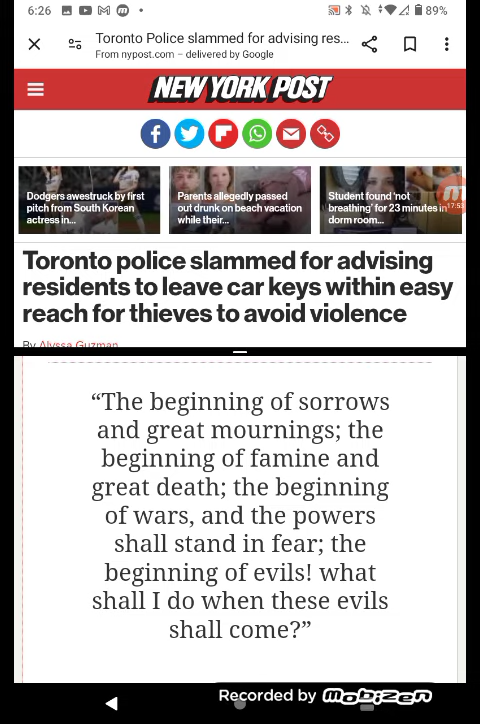 6:26
89%
Toronto Police slammed for advising res...
From nypost.com – delivered by Google
NEW YORK POST
Dodgers awestruck by first
pitch from South Korean
actress in...
Parents allegedly passed
out drunk on beach vacation
while their...
Student found 'not
breathing' for 23 minutes in
dorm room...
17:53
Toronto police slammed for advising
residents to leave car keys within easy
reach for thieves to avoid violence
By Alyssa Guzman
“The beginning of sorrows
and great mournings; the
beginning of famine and
great death; the beginning
of wars, and the powers
shall stand in fear; the
beginning of evils! what
shall I do when these evils
shall come?”
Recorded by Mobizen